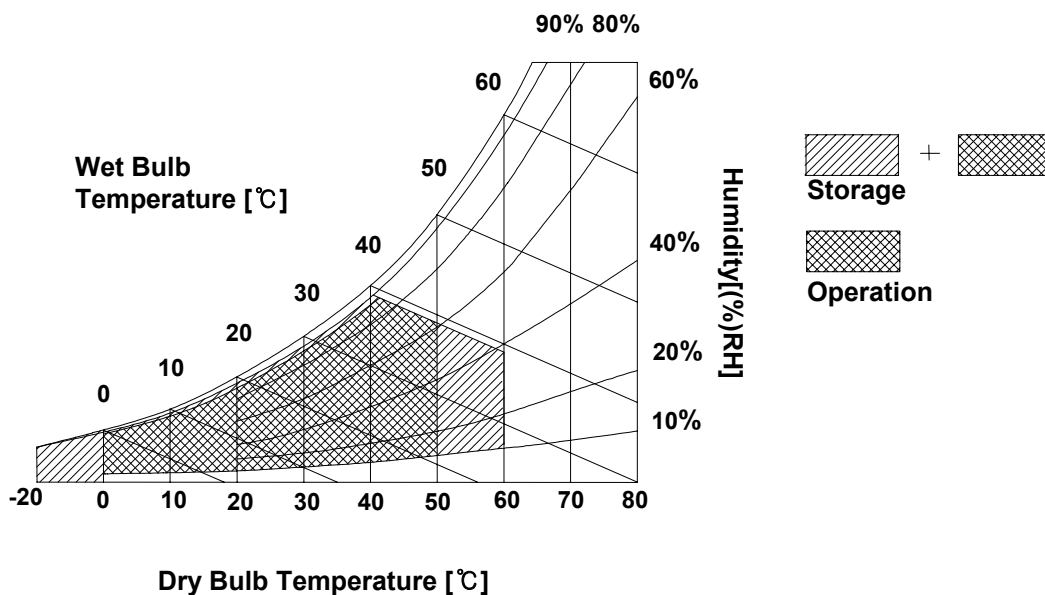 90% 80%
60
60%
Wet Bulb
Temperature [℃]
50
40
30
20
10
0
Humidity[(%)RH]
40%
20%
10%
-20 0 10 20 30 40 50 60 70 80
Dry Bulb Temperature [℃]
+
Storage
Operation